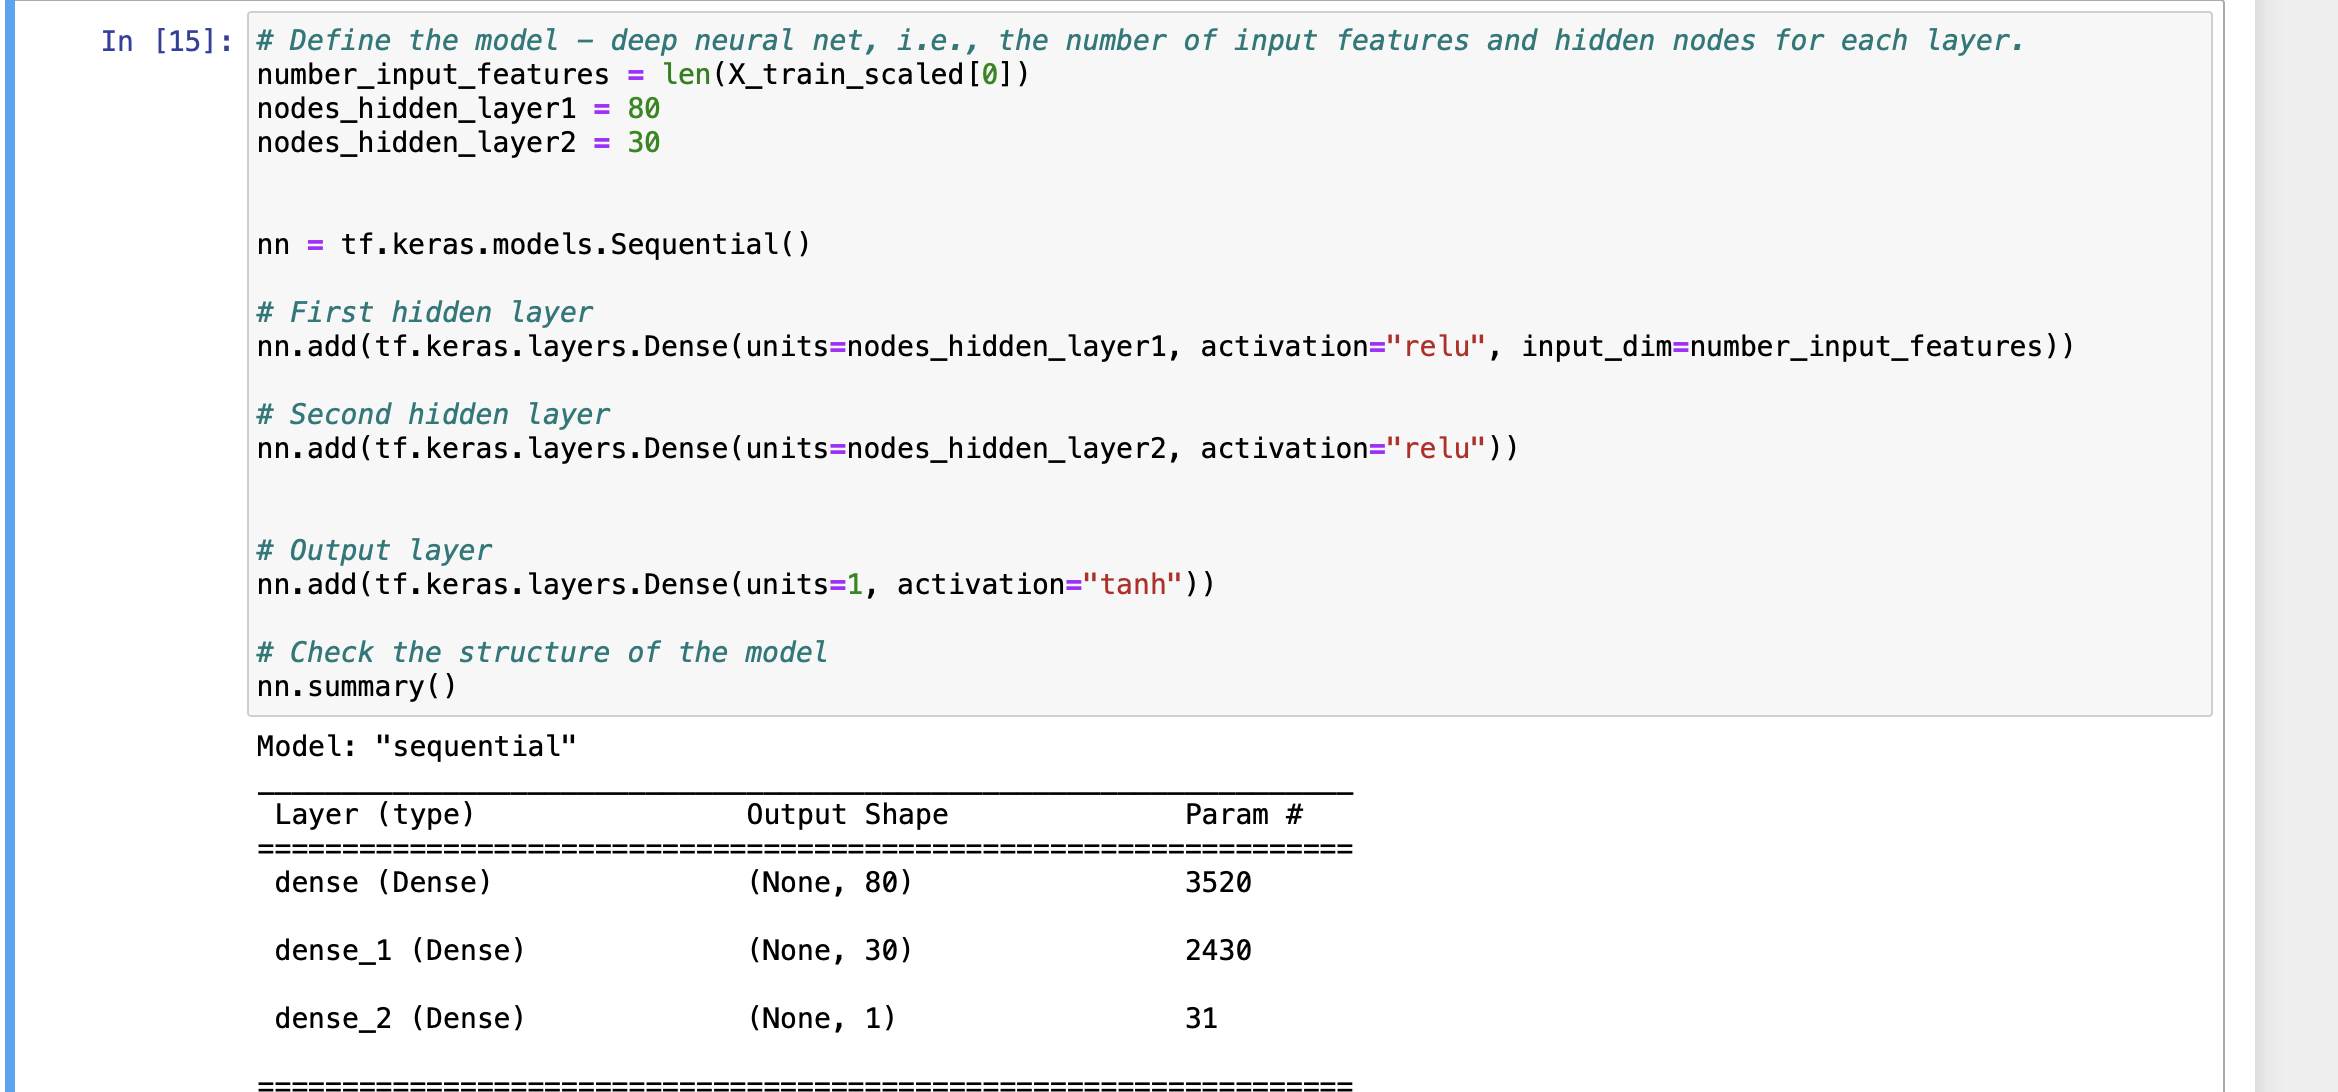 In [15]: # Define the model – deep neural net, i.e., the number of input features and hidden nodes for each layer.
number_input_features = len(X_train_scaled[0])
nodes_hidden_layer1 = 80
nodes_hidden_layer2 = 30
nn = tf.keras.models.Sequential()
# First hidden layer
nn.add(tf.keras.layers.Dense(units=nodes_hidden_layer1, activation="relu", input_dim=number_input_features))
# Second hidden layer
nn.add(tf.keras.layers.Dense(units=nodes_hidden_layer2, activation="relu"))
# Output layer
nn.add(tf.keras.layers.Dense(units=1, activation="tanh"))
# Check the structure of the model
nn.summary()
Model: "sequential"
_________________________________________________________________
Layer (type) Output Shape Param #
=================================================================
dense (Dense) (None, 80) 3520
dense_1 (Dense) (None, 30) 2430
dense_2 (Dense) (None, 1) 31
=================================================================